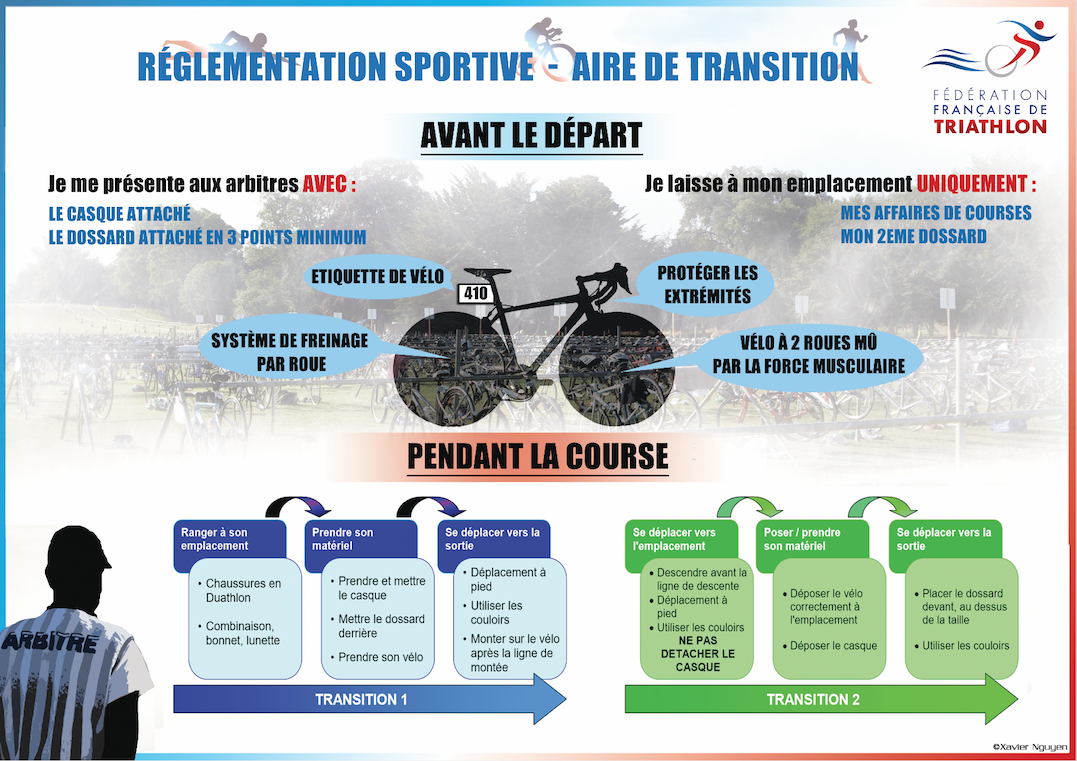 RÉGLEMENTATION SPORTIVE - AIRE DE TRANSITION
FÉDÉRATION
FRANÇAISE DE
TRIATHLON
AVANT LE DÉPART
Je me présente aux arbitres AVEC :
LE CASQUE ATTACHÉ
LE DOSSARD ATTACHÉ EN 3 POINTS MINIMUM
Je laisse à mon emplacement UNIQUEMENT :
MES AFFAIRES DE COURSES
MON 2EME DOSSARD
ETIQUETTE DE VÉLO
410
PROTÉGER LES
EXTRÉMITÉS
SYSTÈME DE FREINAGE
PAR ROUE
VÉLO À 2 ROUES MÛ
PAR LA FORCE MUSCULAIRE
PENDANT LA COURSE
Ranger à son
emplacement
• Chaussures en
Duathlon
• Combinaison,
bonnet, lunette
Prendre son
matériel
• Prendre et mettre
le casque
• Mettre le dossard
derrière
• Prendre son vélo
Se déplacer vers la
sortie
• Déplacement à
pied
• Utiliser les
couloirs
• Monter sur le vélo
après la ligne de
montée
TRANSITION 1
Se déplacer vers
l'emplacement
• Descendre avant la
ligne de descente
• Déplacement à
pied
• Utiliser les couloirs
NE PAS
DETACHER LE
CASQUE
Poser / prendre
son matériel
• Déposer le vélo
correctement à
l'emplacement
• Déposer le casque
Se déplacer vers la
sortie
• Placer le dossard
devant, au dessus
de la taille
• Utiliser les couloirs
TRANSITION 2
ARBITRE
©Xavier Nguyen